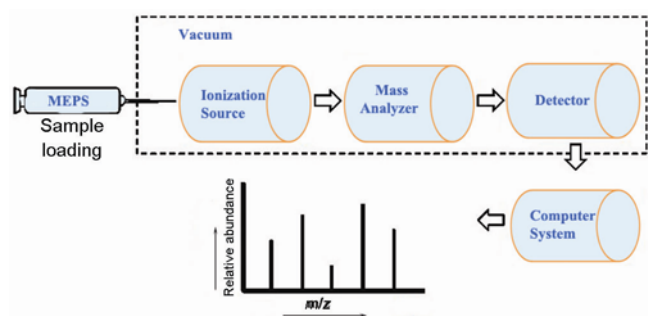 Vacuum
MEPS
Sample
loading
Ionization
Source
Mass
Analyzer
Detector
Computer
System
Relative abundance
m/z